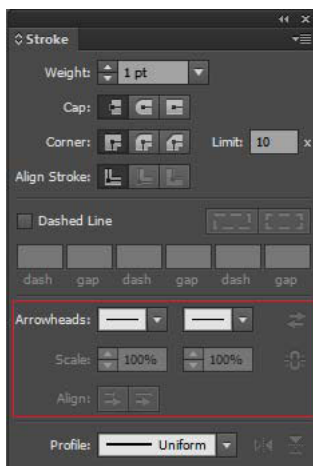 Stroke
Weight: 1 pt
Cap:
Corner: Limit: 10 x
Align Stroke:
Dashed Line
dash gap dash gap dash gap
Arrowheads:
Scale: 100% 100%
Align:
Profile: Uniform